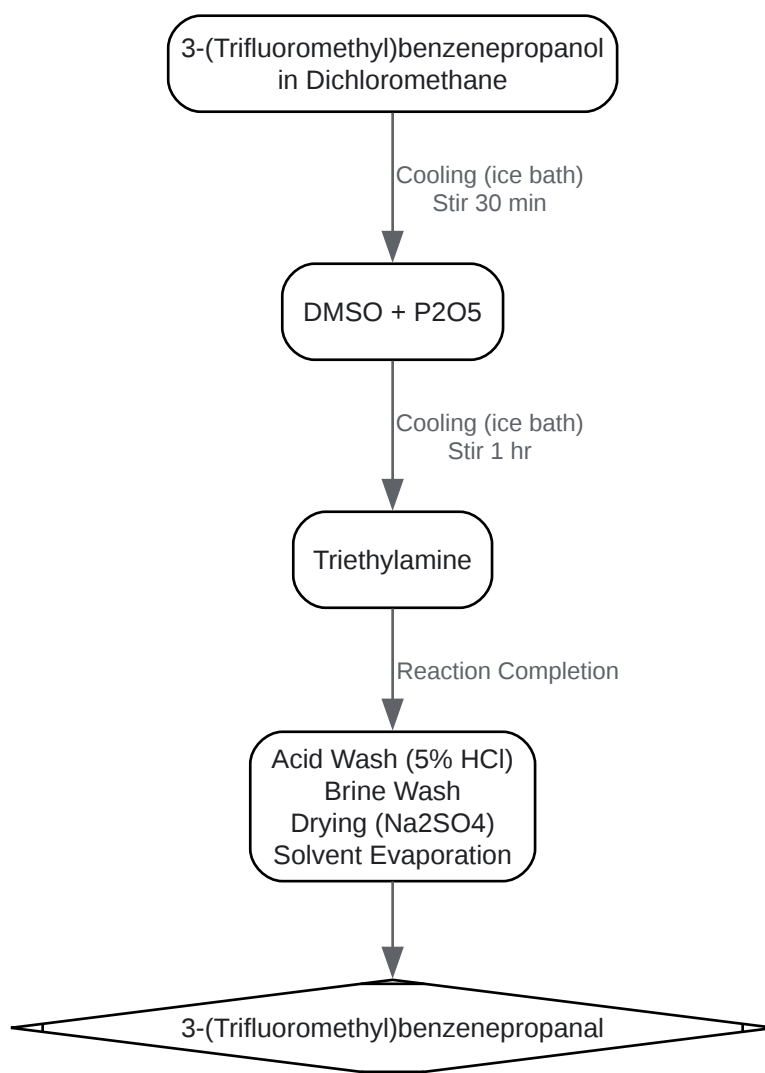 3-(Trifluoromethyl)benzenepropanol
in Dichloromethane
Cooling (ice bath)
Stir 30 min
DMSO + P2O5
Cooling (ice bath)
Stir 1 hr
Triethylamine
Reaction Completion
Acid Wash (5% HCl)
Brine Wash
Drying (Na2SO4)
Solvent Evaporation
3-(Trifluoromethyl)benzenepropanal